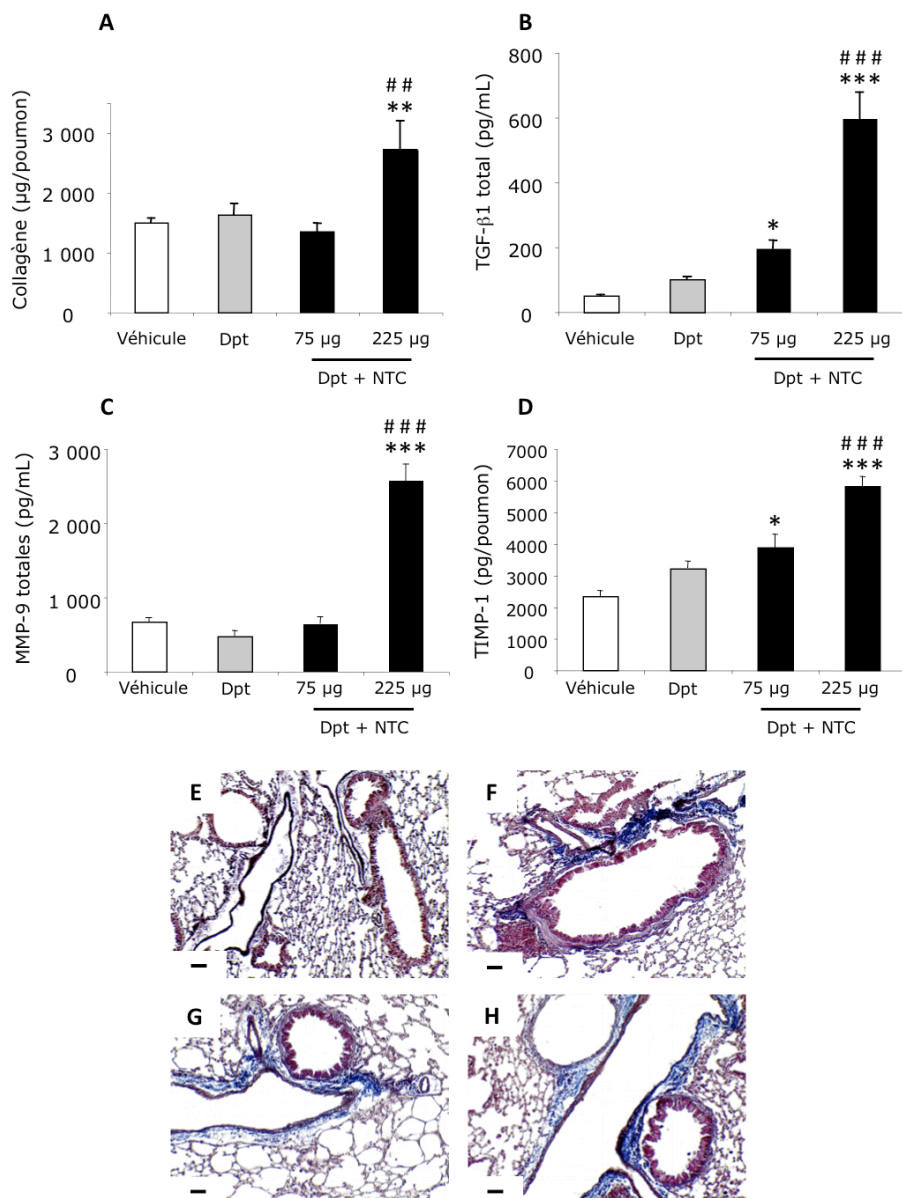 A
Collagène (µg/poumon)
3 000
2 000
1 000
0
# #
**
Véhicule Dpt 75 µg 225 µg
Dpt + NTC
B
TGF-β1 total (pg/mL)
800
600
400
200
0
*
# # #
***
Véhicule Dpt 75 µg 225 µg
Dpt + NTC
C
MMP-9 totales (pg/mL)
3 000
2 000
1 000
0
# # #
***
Véhicule Dpt 75 µg 225 µg
Dpt + NTC
D
TIMP-1 (pg/poumon)
7000
6000
5000
4000
3000
2000
1000
0
*
# # #
***
Véhicule Dpt 75 µg 225 µg
Dpt + NTC
E
F
G
H